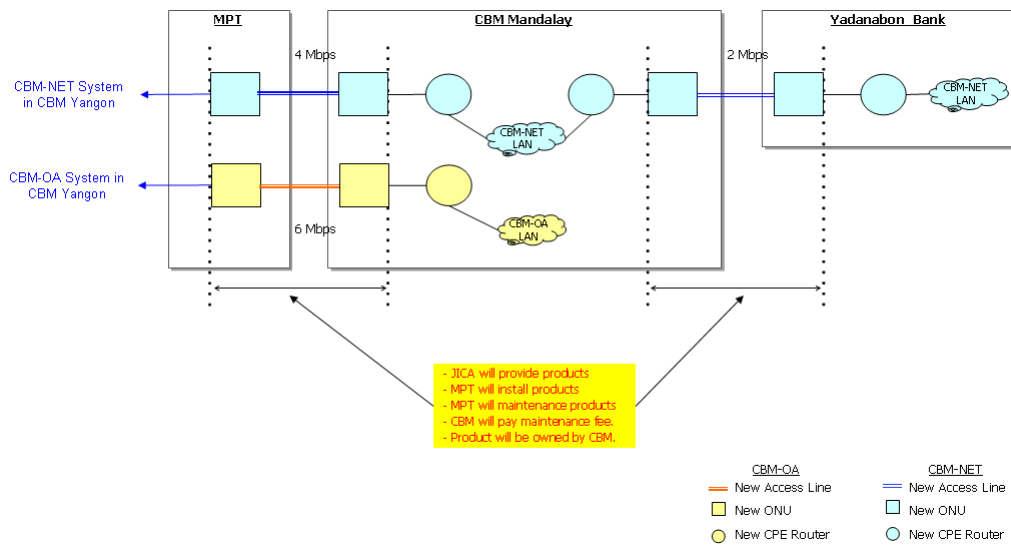 MPT
CBM Mandalay
Yadanabon Bank
4 Mbps
2 Mbps
CBM-NET System
in CBM Yangon
CBM-NET
LAN
CBM-NET
LAN
CBM-OA System in
CBM Yangon
CBM-OA
LAN
6 Mbps
- JICA will provide products
- MPT will install products
- MPT will maintenance products
- CBM will pay maintenance fee.
- Product will be owned by CBM.
CBM-OA
New Access Line
New ONU
New CPE Router
CBM-NET
New Access Line
New ONU
New CPE Router